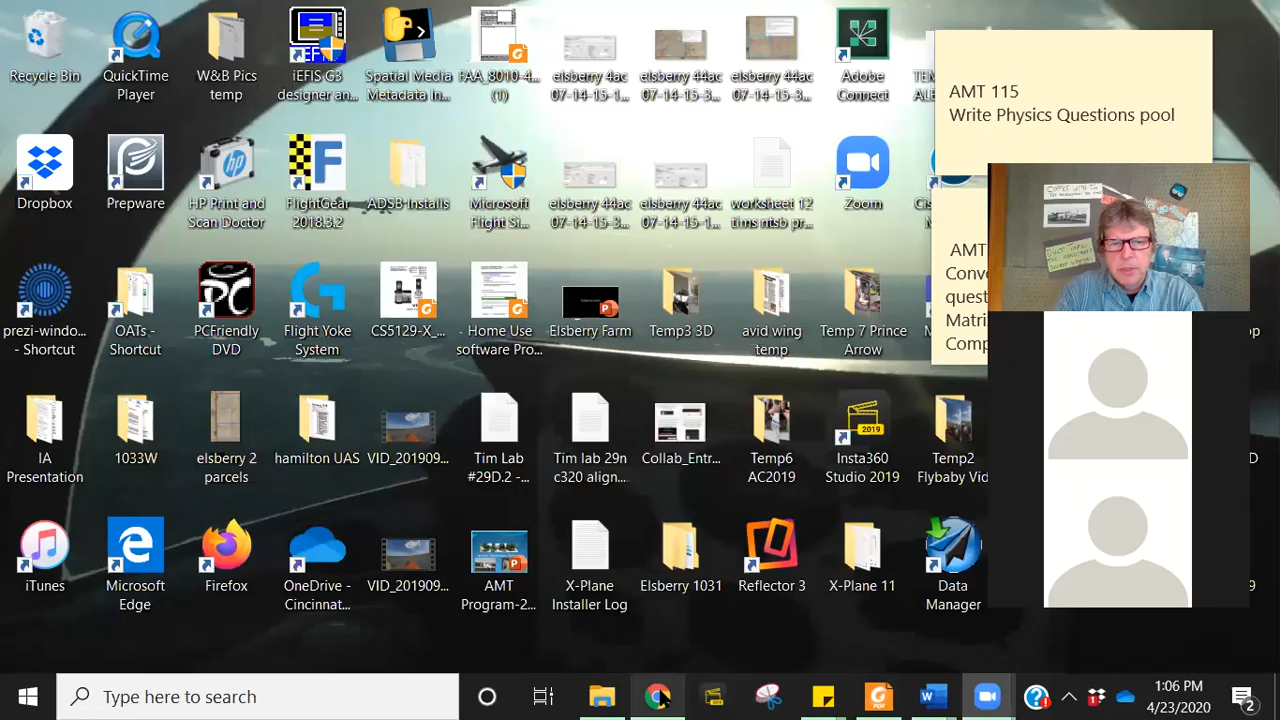 Recycle Bin
QuickTime
Player
W&B Pics
temp
iEFIS G3
designer an...
Spatial Media
Metadata In...
FAA_8010-4...
(1)
elsberry 4ac
07-14-15-1...
elsberry 44ac
07-14-15-3...
elsberry 44ac
07-14-15-3...
Adobe
Connect
AMT 115
Write Physics Questions pool
Dropbox
Prepware
HP Print and
Scan Doctor
FlightGear
2018.3.2
ADSB Installs
Microsoft
Flight Si...
elsberry 44ac
07-14-15-3...
elsberry 44ac
07-14-15-1...
worksheet 12
tims ntsb pr...
Zoom
AMT
Conve
quest
Matri
Comp
prezi-windo...
- Shortcut
OATs -
Shortcut
PCFriendly
DVD
Flight Yoke
System
CS5129-X_...
- Home Use
software Pro...
Elsberry Farm
Temp3 3D
avid wing
temp
Temp 7 Prince
Arrow
IA
Presentation
1033W
elsberry 2
parcels
hamilton UAS
VID_201909...
Tim Lab
#29D.2 -...
Tim lab 29n
c320 align...
Collab_Entr...
Temp6
AC2019
2019
Insta360
Studio 2019
Temp2
Flybaby Vid
iTunes
Microsoft
Edge
Firefox
OneDrive -
Cincinnat...
VID_201909...
AMT
Program-2...
X-Plane
Installer Log
Elsberry 1031
Reflector 3
X-Plane 11
Data
Manager
Type here to search
1:06 PM
4/23/2020
2